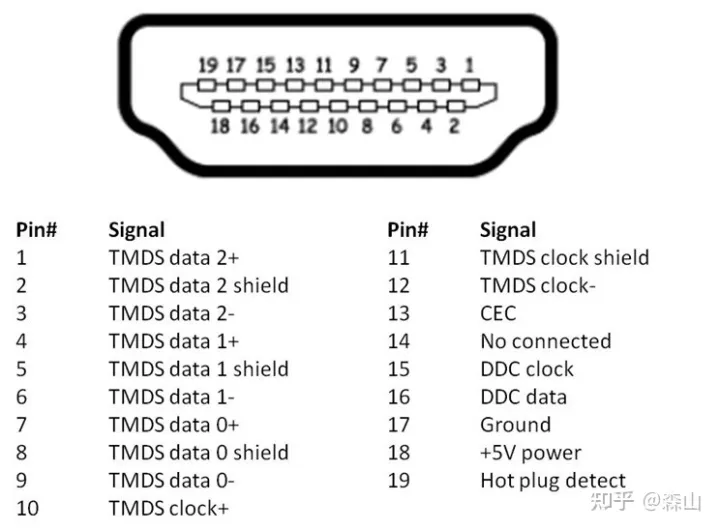 19 17 15 13 11 9 7 5 3 1
18 16 14 12 10 8 6 4 2
Pin# Signal
1 TMDS data 2+
2 TMDS data 2 shield
3 TMDS data 2-
4 TMDS data 1+
5 TMDS data 1 shield
6 TMDS data 1-
7 TMDS data 0+
8 TMDS data 0 shield
9 TMDS data 0-
10 TMDS clock+
Pin# Signal
11 TMDS clock shield
12 TMDS clock-
13 CEC
14 No connected
15 DDC clock
16 DDC data
17 Ground
18 +5V power
19 Hot plug detect
知乎 @森山